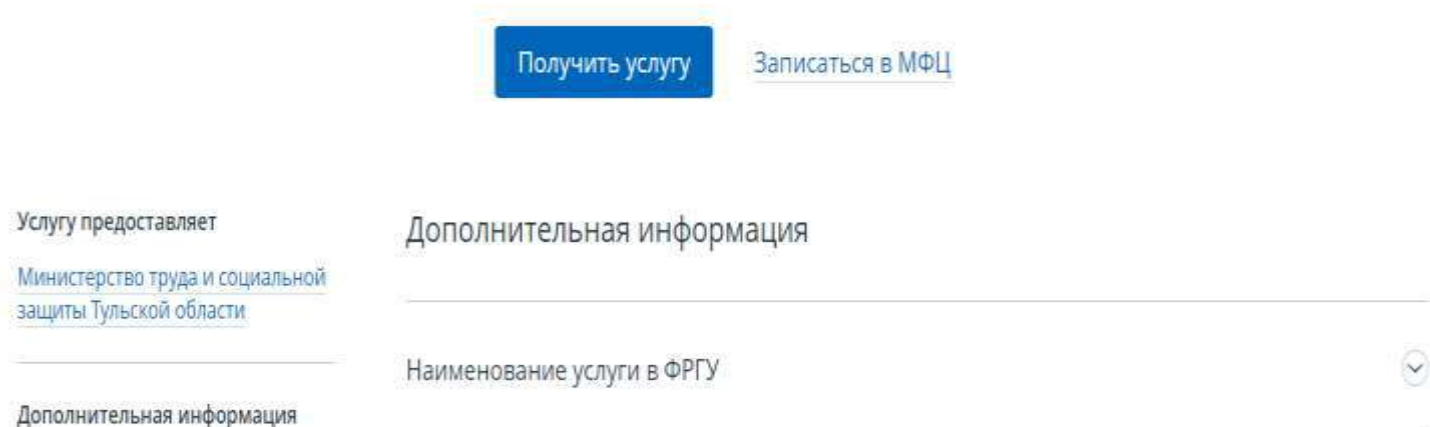 Получить услугу
Записаться в МФЦ
Услугу предоставляет
Министерство труда и социальной
защиты Тульской области
Дополнительная информация
Дополнительная информация
Наименование услуги в ФРГУ